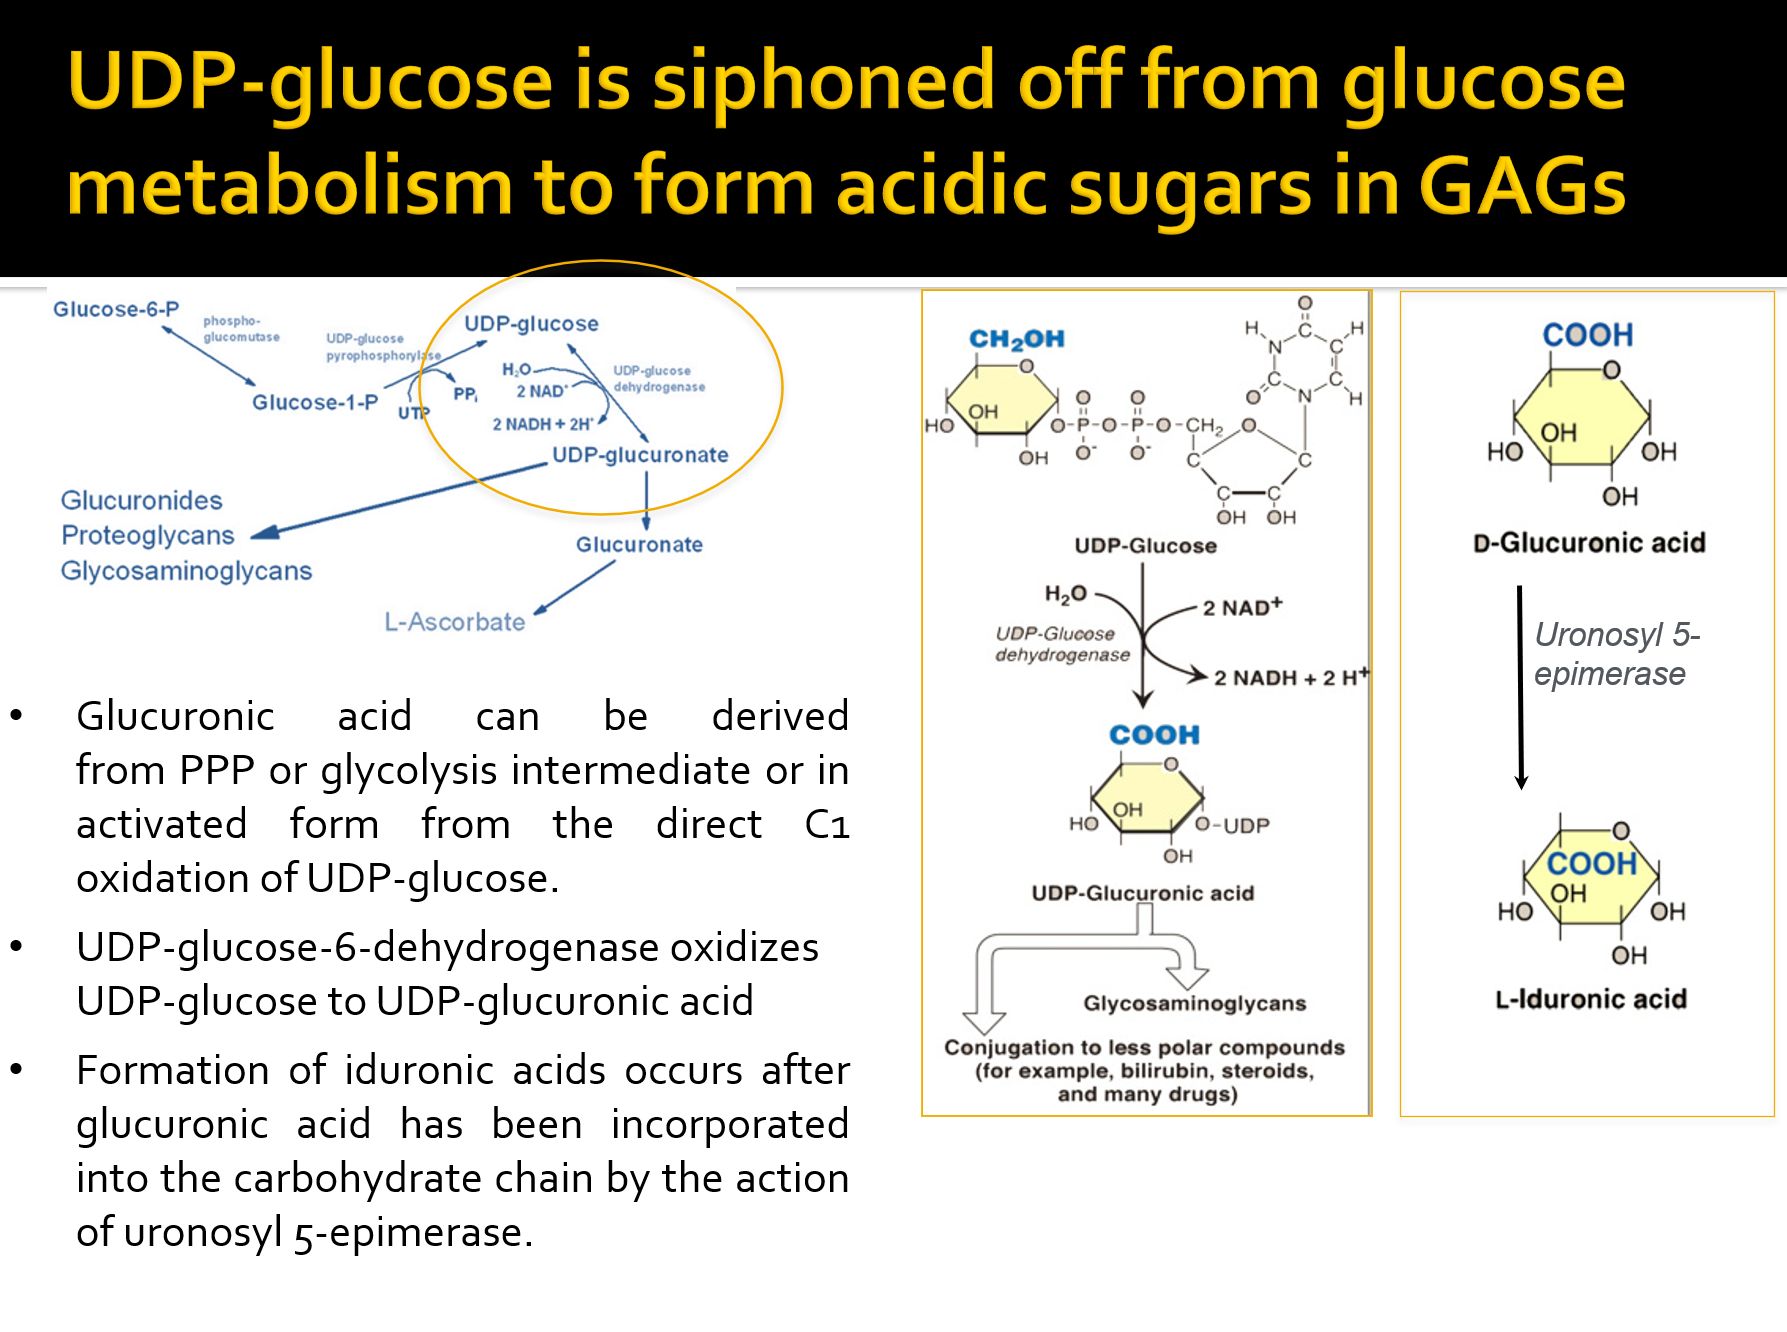 UDP-glucose is siphoned off from glucose
metabolism to form acidic sugars in GAGs
Glucose-6-P
phospho-
glucomutase
Glucose-1-P
UDP-glucose
pyrophosphorylase
UTP
PPi
UDP-glucose
H₂O
2 NAD⁺
2 NADH + 2H⁺
UDP-glucose
dehydrogenase
UDP-glucuronate
Glucuronides
Proteoglycans
Glycosaminoglycans
Glucuronate
L-Ascorbate
• Glucuronic acid can be derived
from PPP or glycolysis intermediate or in
activated form from the direct C1
oxidation of UDP-glucose.
• UDP-glucose-6-dehydrogenase oxidizes
UDP-glucose to UDP-glucuronic acid
• Formation of iduronic acids occurs after
glucuronic acid has been incorporated
into the carbohydrate chain by the action
of uronosyl 5-epimerase.
CH₂OH
O
OH
HO
OH
O-P-O-P-O-CH₂
O O
O⁻ O⁻
O
H C H
N C
C C
O N H
O
C C
C C
OH OH
UDP-Glucose
H₂O
2 NAD⁺
UDP-Glucose
dehydrogenase
2 NADH + 2 H⁺
COOH
O
OH
HO
O-UDP
OH
UDP-Glucuronic acid
Glycosaminoglycans
Conjugation to less polar compounds
(for example, bilirubin, steroids,
and many drugs)
COOH
O
OH
HO OH
OH
D-Glucuronic acid
Uronosyl 5-
epimerase
O
COOH
OH
HO OH
OH
L-Iduronic acid